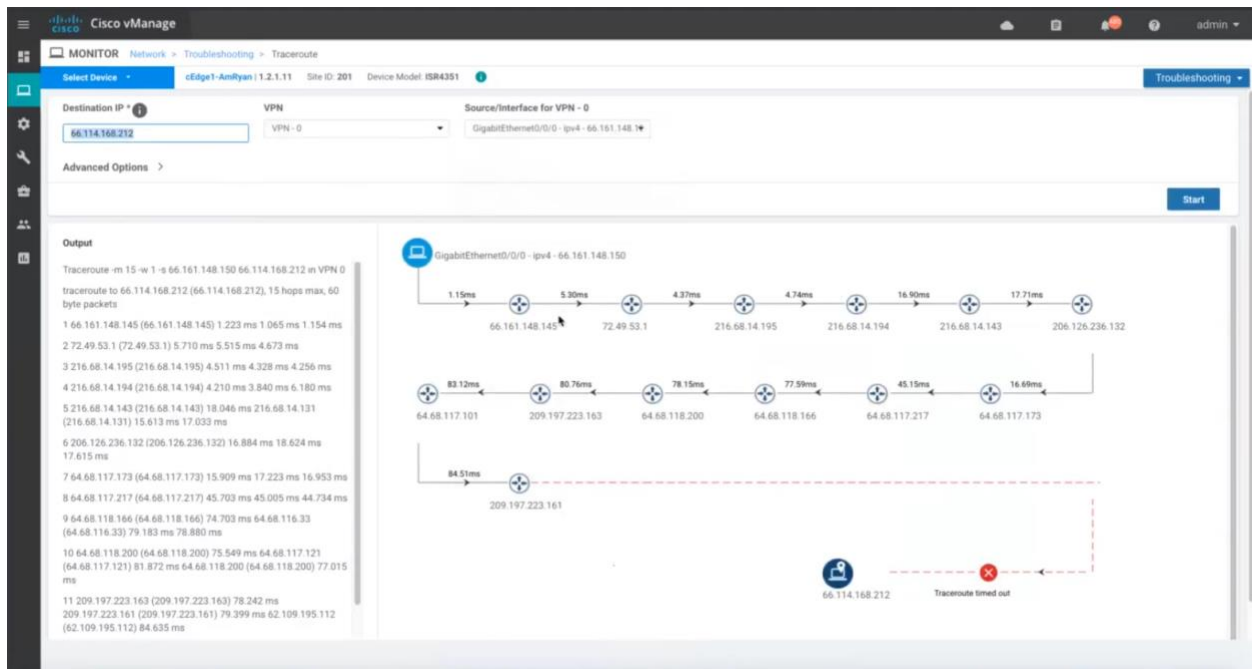 cisco
Cisco vManage
admin
MONITOR Network > Troubleshooting > Traceroute
Select Device
cEdge1-AmRyan | 1.2.1.11 Site ID: 201 Device Model: ISR4351
Troubleshooting
Destination IP *
VPN
Source/Interface for VPN - 0
66.114.168.212
VPN - 0
GigabitEthernet0/0/0 - ipv4 - 66.161.148.1
Advanced Options >
Start
Output
Traceroute -m 15 -w 1 -s 66.161.148.150 66.114.168.212 in VPN 0
traceroute to 66.114.168.212 (66.114.168.212), 15 hops max, 60
byte packets
1 66.161.148.145 (66.161.148.145) 1.223 ms 1.065 ms 1.154 ms
2 72.49.53.1 (72.49.53.1) 5.710 ms 5.515 ms 4.673 ms
3 216.68.14.195 (216.68.14.195) 4.511 ms 4.328 ms 4.256 ms
4 216.68.14.194 (216.68.14.194) 4.210 ms 3.840 ms 6.180 ms
5 216.68.14.143 (216.68.14.143) 18.046 ms 216.68.14.131
(216.68.14.131) 15.613 ms 17.033 ms
6 206.126.236.132 (206.126.236.132) 16.884 ms 18.624 ms
17.615 ms
7 64.68.117.173 (64.68.117.173) 15.909 ms 17.223 ms 16.953 ms
8 64.68.117.217 (64.68.117.217) 45.703 ms 45.005 ms 44.734 ms
9 64.68.118.166 (64.68.118.166) 74.703 ms 64.68.116.33
(64.68.116.33) 79.183 ms 78.880 ms
10 64.68.118.200 (64.68.118.200) 75.549 ms 64.68.117.121
(64.68.117.121) 81.872 ms 64.68.118.200 (64.68.118.200) 77.015
ms
11 209.197.223.163 (209.197.223.163) 78.242 ms
209.197.223.161 (209.197.223.161) 79.399 ms 62.109.195.112
(62.109.195.112) 84.635 ms
GigabitEthernet0/0/0 - ipv4 - 66.161.148.150
1.15ms 5.30ms 4.37ms 4.74ms 16.90ms 17.71ms
66.161.148.145 72.49.53.1 216.68.14.195 216.68.14.194 216.68.14.143 206.126.236.132
83.12ms 80.76ms 78.15ms 77.59ms 45.15ms 16.69ms
64.68.117.101 209.197.223.163 64.68.118.200 64.68.118.166 64.68.117.217 64.68.117.173
84.51ms
209.197.223.161
66.114.168.212
Traceroute timed out